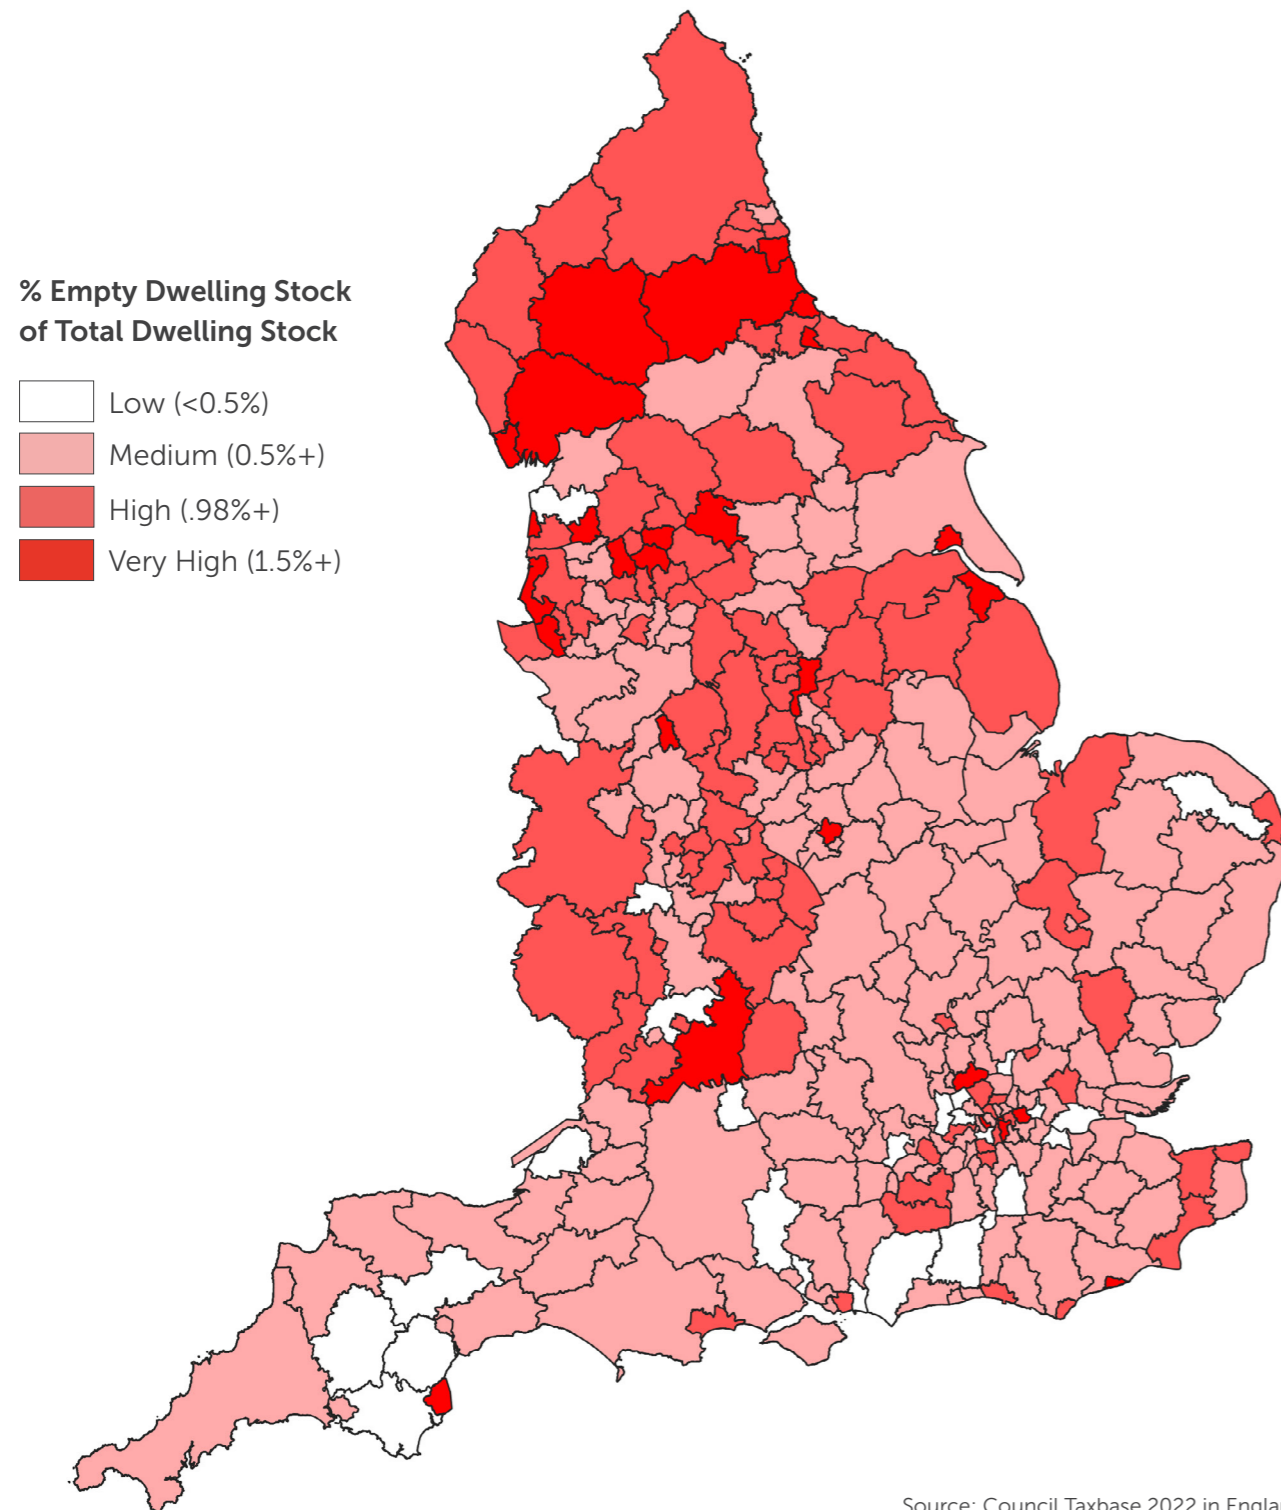 % Empty Dwelling Stock
of Total Dwelling Stock
Low (<0.5%)
Medium (0.5%+)
High (.98%+)
Very High (1.5%+)
Source: Council Taxbase 2022 in Engla